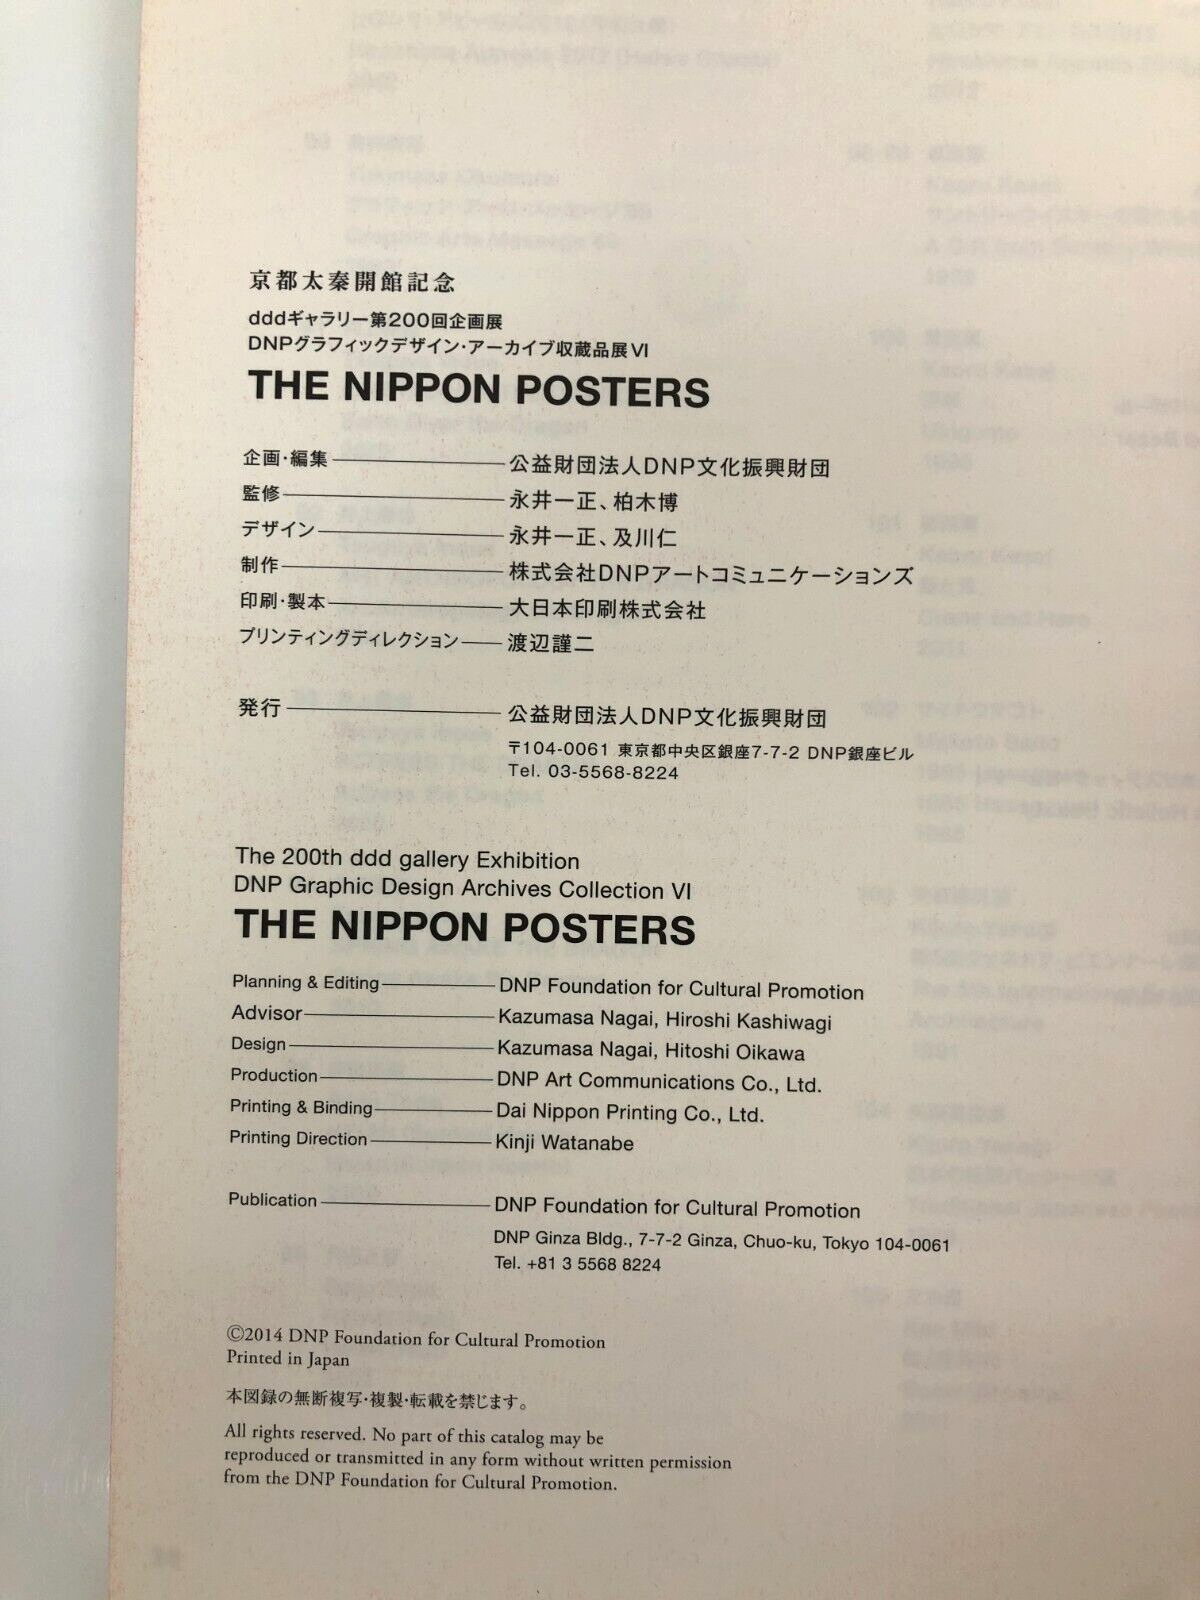 京都太秦開館記念
dddギャラリー第200回企画展
DNPグラフィックデザイン・アーカイブ収蔵品展VI
THE NIPPON POSTERS
企画・編集 公益財団法人DNP文化振興財団
監修 永井一正、柏木博
デザイン 永井一正、及川仁
制作 株式会社DNPアートコミュニケーションズ
印刷・製本 大日本印刷株式会社
プリンティングディレクション 渡辺謹二
発行 公益財団法人DNP文化振興財団
〒104-0061 東京都中央区銀座7-7-2 DNP銀座ビル
Tel. 03-5568-8224
The 200th ddd gallery Exhibition
DNP Graphic Design Archives Collection VI
THE NIPPON POSTERS
Planning & Editing DNP Foundation for Cultural Promotion
Advisor Kazumasa Nagai, Hiroshi Kashiwagi
Design Kazumasa Nagai, Hitoshi Oikawa
Production DNP Art Communications Co., Ltd.
Printing & Binding Dai Nippon Printing Co., Ltd.
Printing Direction Kinji Watanabe
Publication DNP Foundation for Cultural Promotion
DNP Ginza Bldg., 7-7-2 Ginza, Chuo-ku, Tokyo 104-0061
Tel. +81 3 5568 8224
©2014 DNP Foundation for Cultural Promotion
Printed in Japan
本図録の無断複写・複製・転載を禁じます。
All rights reserved. No part of this catalog may be
reproduced or transmitted in any form without written permission
from the DNP Foundation for Cultural Promotion.